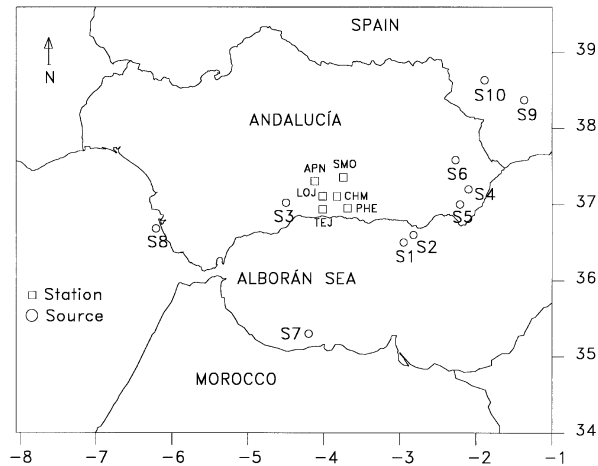 SPAIN
39
N
S10
S9
38
ANDALUCÍA
SMO
APN
S6
LOJ
CHM
S4
37
S3
PHE
S5
TEJ
S8
S2
S1
ALBORÁN SEA
36
Station
Source
S7
35
MOROCCO
34
-8 -7 -6 -5 -4 -3 -2 -1